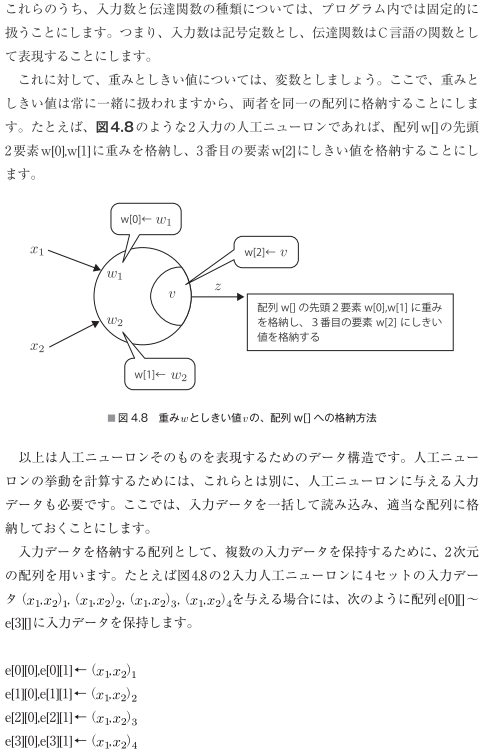 これらのうち、入力数と伝達関数の種類については、プログラム内では固定的に
扱うことにします。つまり、入力数は記号定数とし、伝達関数はC言語の関数とし
て表現することにします。
これに対して、重みとしきい値については、変数としましょう。ここで、重みと
しきい値は常に一緒に扱われますから、両者を同一の配列に格納することにしま
す。たとえば、図4.8のような2入力の人工ニューロンであれば、配列w[]の先頭
2要素w[0],w[1]に重みを格納し、3番目の要素w[2]にしきい値を格納することにし
ます。
w[0]← w₁
x₁
w₁
w[2]← v
v
z
配列 w[] の先頭2要素 w[0],w[1] に重み
を格納し、3番目の要素 w[2] にしきい
値を格納する
w₂
x₂
w[1]← w₂
■図4.8 重みwとしきい値vの、配列 w[] への格納方法
以上は人工ニューロンそのものを表現するためのデータ構造です。人工ニュー
ロンの挙動を計算するためには、これらとは別に、人工ニューロンに与える入力
データも必要です。ここでは、入力データを一括して読み込み、適当な配列に格
納しておくことにします。
入力データを格納する配列として、複数の入力データを保持するために、2次元
の配列を用います。たとえば図4.8の2入力人工ニューロンに4セットの入力デー
タ (x₁,x₂)₁, (x₁,x₂)₂, (x₁,x₂)₃, (x₁,x₂)₄を与える場合には、次のように配列e[0][]〜
e[3][]に入力データを保持します。
e[0][0],e[0][1]← (x₁,x₂)₁
e[1][0],e[1][1]← (x₁,x₂)₂
e[2][0],e[2][1]← (x₁,x₂)₃
e[3][0],e[3][1]← (x₁,x₂)₄